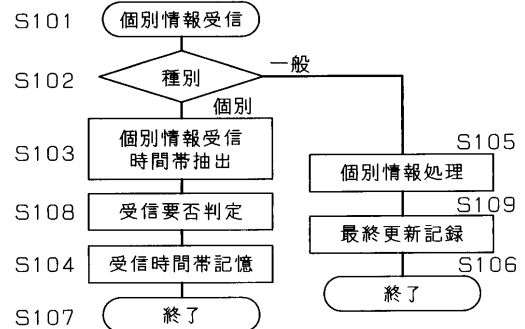 S101
個別情報受信
S102
種別
一般
個別
S103
個別情報受信
時間帯抽出
S105
個別情報処理
S108
受信要否判定
S109
最終更新記録
S104
受信時間帯記憶
S106
終了
S107
終了